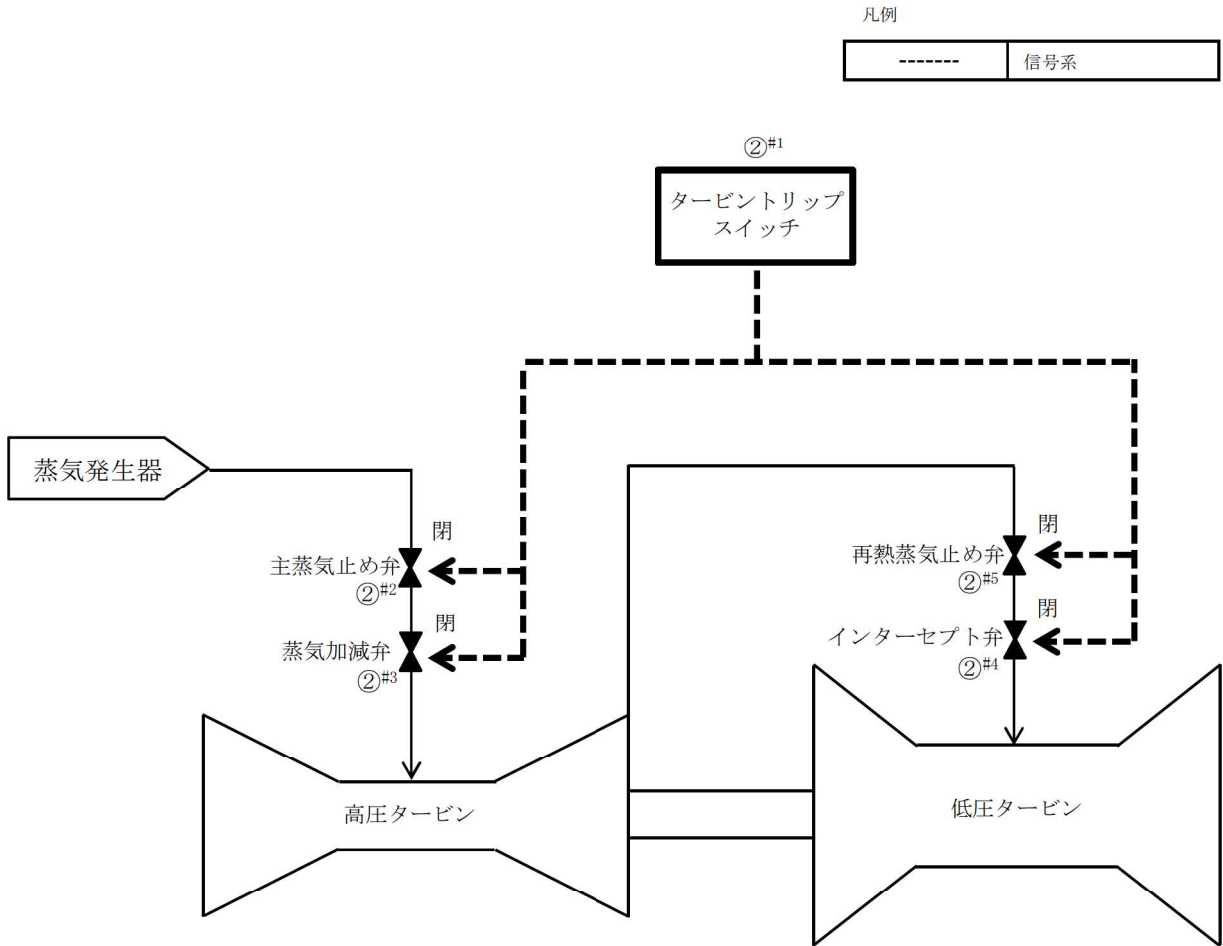 凡例
信号系
②#1
タービントリップ
スイッチ
蒸気発生器
閉
主蒸気止め弁
②#2
閉
蒸気加減弁
②#3
閉
再熱蒸気止め弁
②#5
閉
インターセプト弁
②#4
高圧タービン
低圧タービン